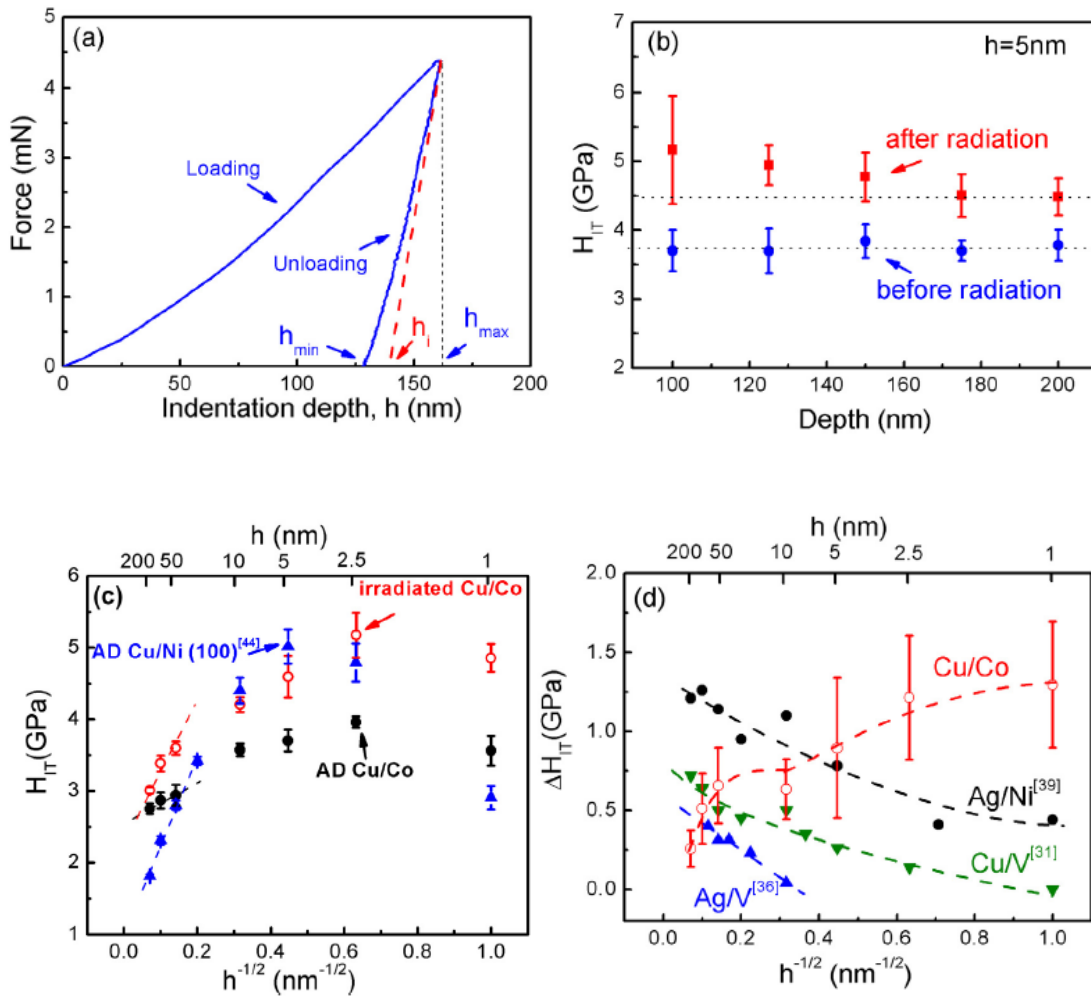 (a)
Force (mN)
5
4
3
2
1
0
Loading
Unloading
h_min
h_i
h_max
0 50 100 150 200
Indentation depth, h (nm)
(b)
h=5nm
H_IT (GPa)
7
6
5
4
3
2
after radiation
before radiation
100 120 140 160 180 200
Depth (nm)
h (nm)
200 50 10 5 2.5 1
(c)
irradiated Cu/Co
AD Cu/Ni (100)[44]
AD Cu/Co
H_IT(GPa)
6
5
4
3
2
1
0.0 0.2 0.4 0.6 0.8 1.0
h^-1/2 (nm^-1/2)
h (nm)
200 50 10 5 2.5 1
(d)
Cu/Co
Ag/Ni[39]
Cu/V[31]
Ag/V[36]
ΔH_IT(GPa)
2.0
1.5
1.0
0.5
0.0
0.0 0.2 0.4 0.6 0.8 1.0
h^-1/2 (nm^-1/2)